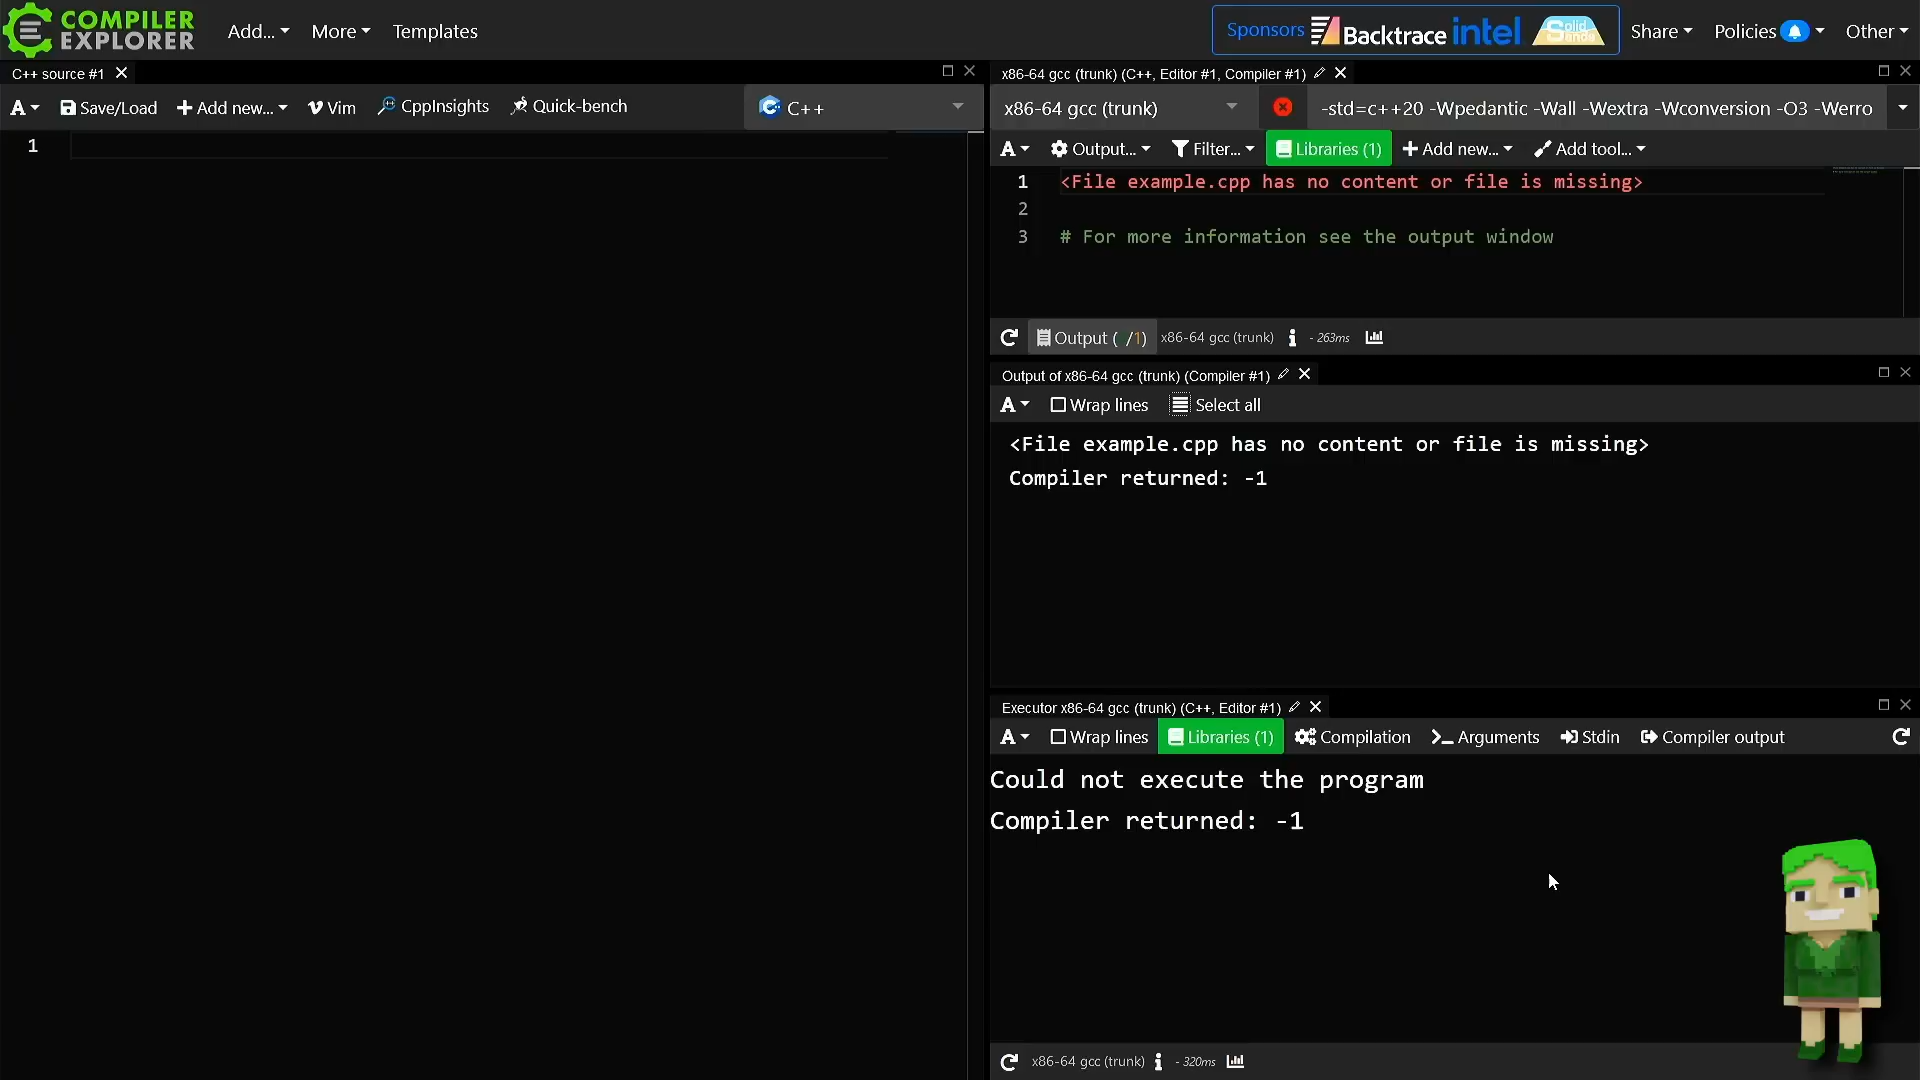 COMPILER
EXPLORER
Add...
More
Templates
Sponsors
Backtrace
intel
Solid Sands
Share
Policies
Other
C++ source #1
A
Save/Load
Add new...
Vim
CppInsights
Quick-bench
C++
1
x86-64 gcc (trunk) (C++, Editor #1, Compiler #1)
x86-64 gcc (trunk)
-std=c++20 -Wpedantic -Wall -Wextra -Wconversion -O3 -Werro
A
Output...
Filter...
Libraries (1)
Add new...
Add tool...
1 <File example.cpp has no content or file is missing>
2
3 # For more information see the output window
Output ( /1)
x86-64 gcc (trunk)
- 263ms
Output of x86-64 gcc (trunk) (Compiler #1)
A
Wrap lines
Select all
<File example.cpp has no content or file is missing>
Compiler returned: -1
Executor x86-64 gcc (trunk) (C++, Editor #1)
A
Wrap lines
Libraries (1)
Compilation
Arguments
Stdin
Compiler output
Could not execute the program
Compiler returned: -1
x86-64 gcc (trunk)
- 320ms